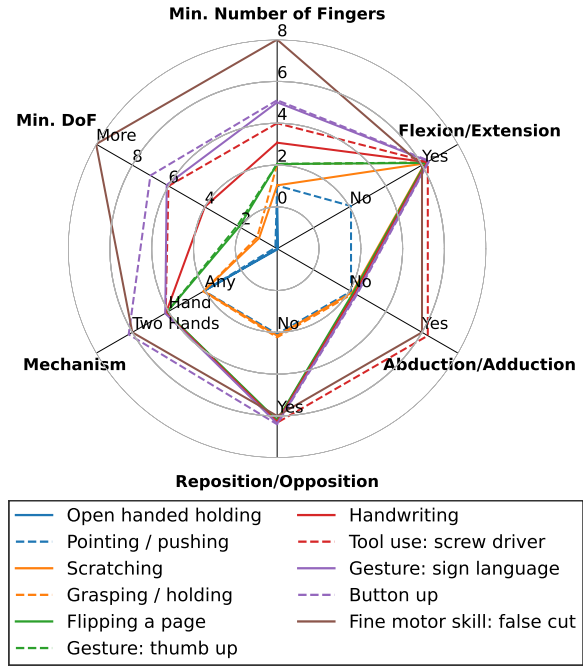 Min. Number of Fingers
8
6
4
2
0
Flexion/Extension
Yes
No
Min. DoF
More
8
6
4
2
Any
Hand
Two Hands
Mechanism
No
Yes
Abduction/Adduction
No
Yes
Reposition/Opposition
Open handed holding
Pointing / pushing
Scratching
Grasping / holding
Flipping a page
Gesture: thumb up
Handwriting
Tool use: screw driver
Gesture: sign language
Button up
Fine motor skill: false cut